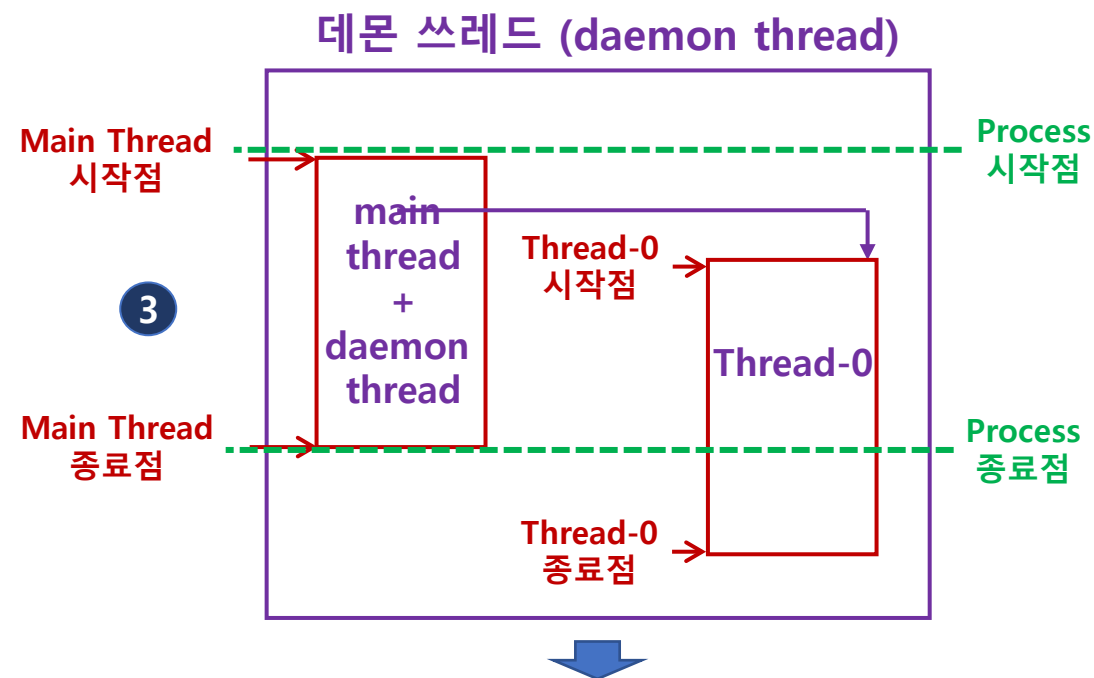 데몬 쓰레드 (daemon thread)
Main Thread
시작점
Process
시작점
main
thread
+
daemon
thread
Thread-0
시작점
3
Thread-0
Main Thread
종료점
Process
종료점
Thread-0
종료점